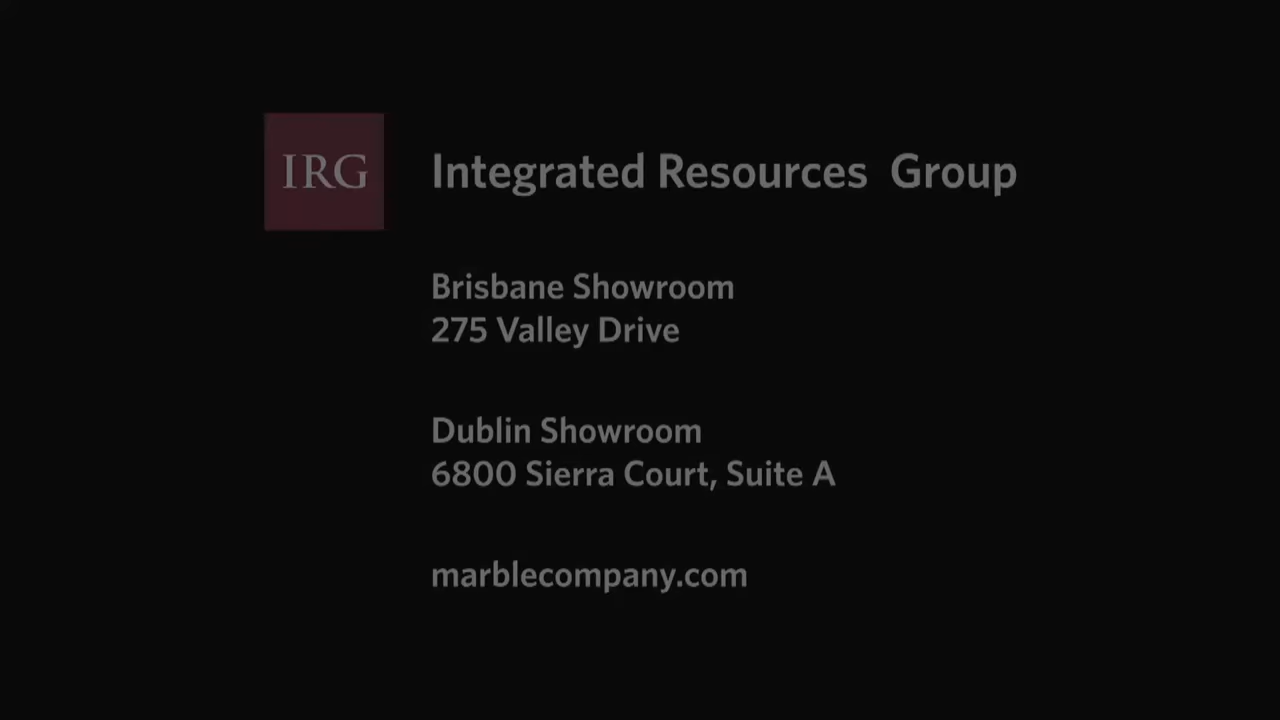 IRG
Integrated Resources Group
Brisbane Showroom
275 Valley Drive
Dublin Showroom
6800 Sierra Court, Suite A
marblecompany.com